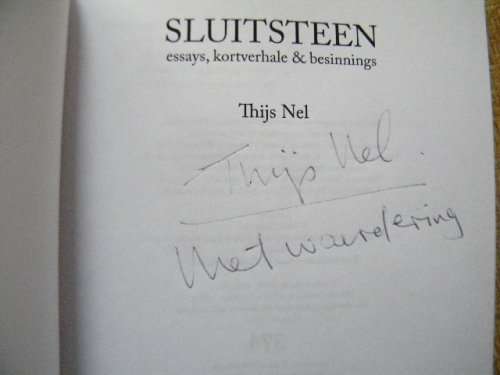 SLUITSTEEN
essays, kortverhale & besinnings
Thijs Nel
Thijs Nel.
Met waardering